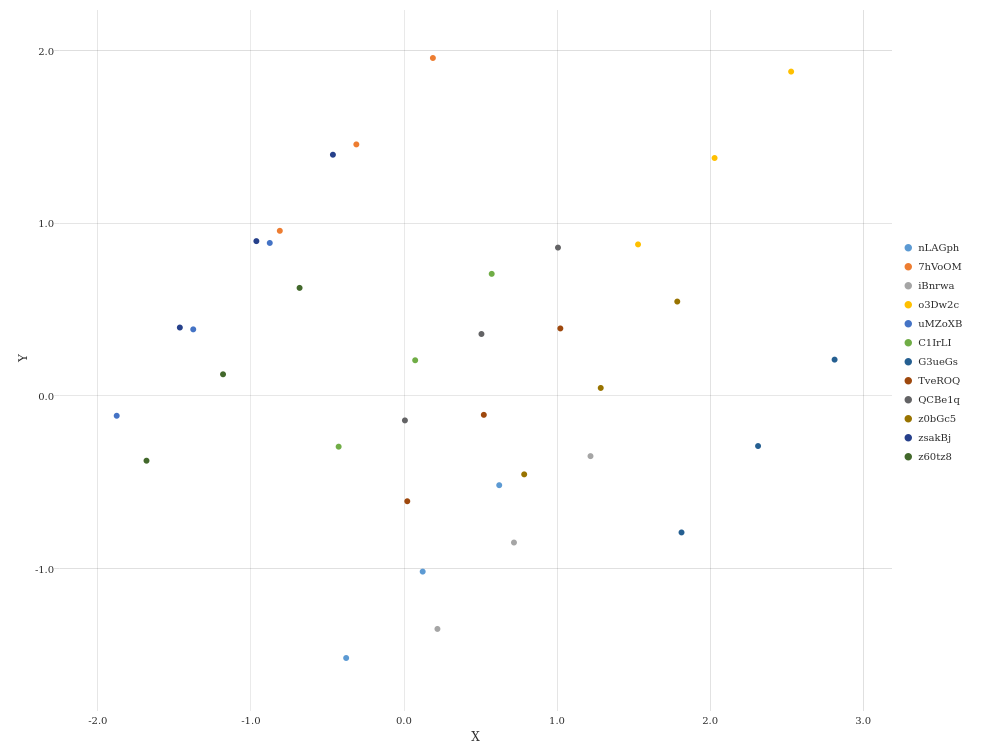 2.0
1.0
0.0
-1.0
Y
-2.0
-1.0
0.0
1.0
2.0
3.0
X
nLAGph
7hVoOM
iBnrwa
o3Dw2c
uMZoXB
C1IrLI
G3ueGs
TveROQ
QCBe1q
z0bGc5
zsakBj
z60tz8